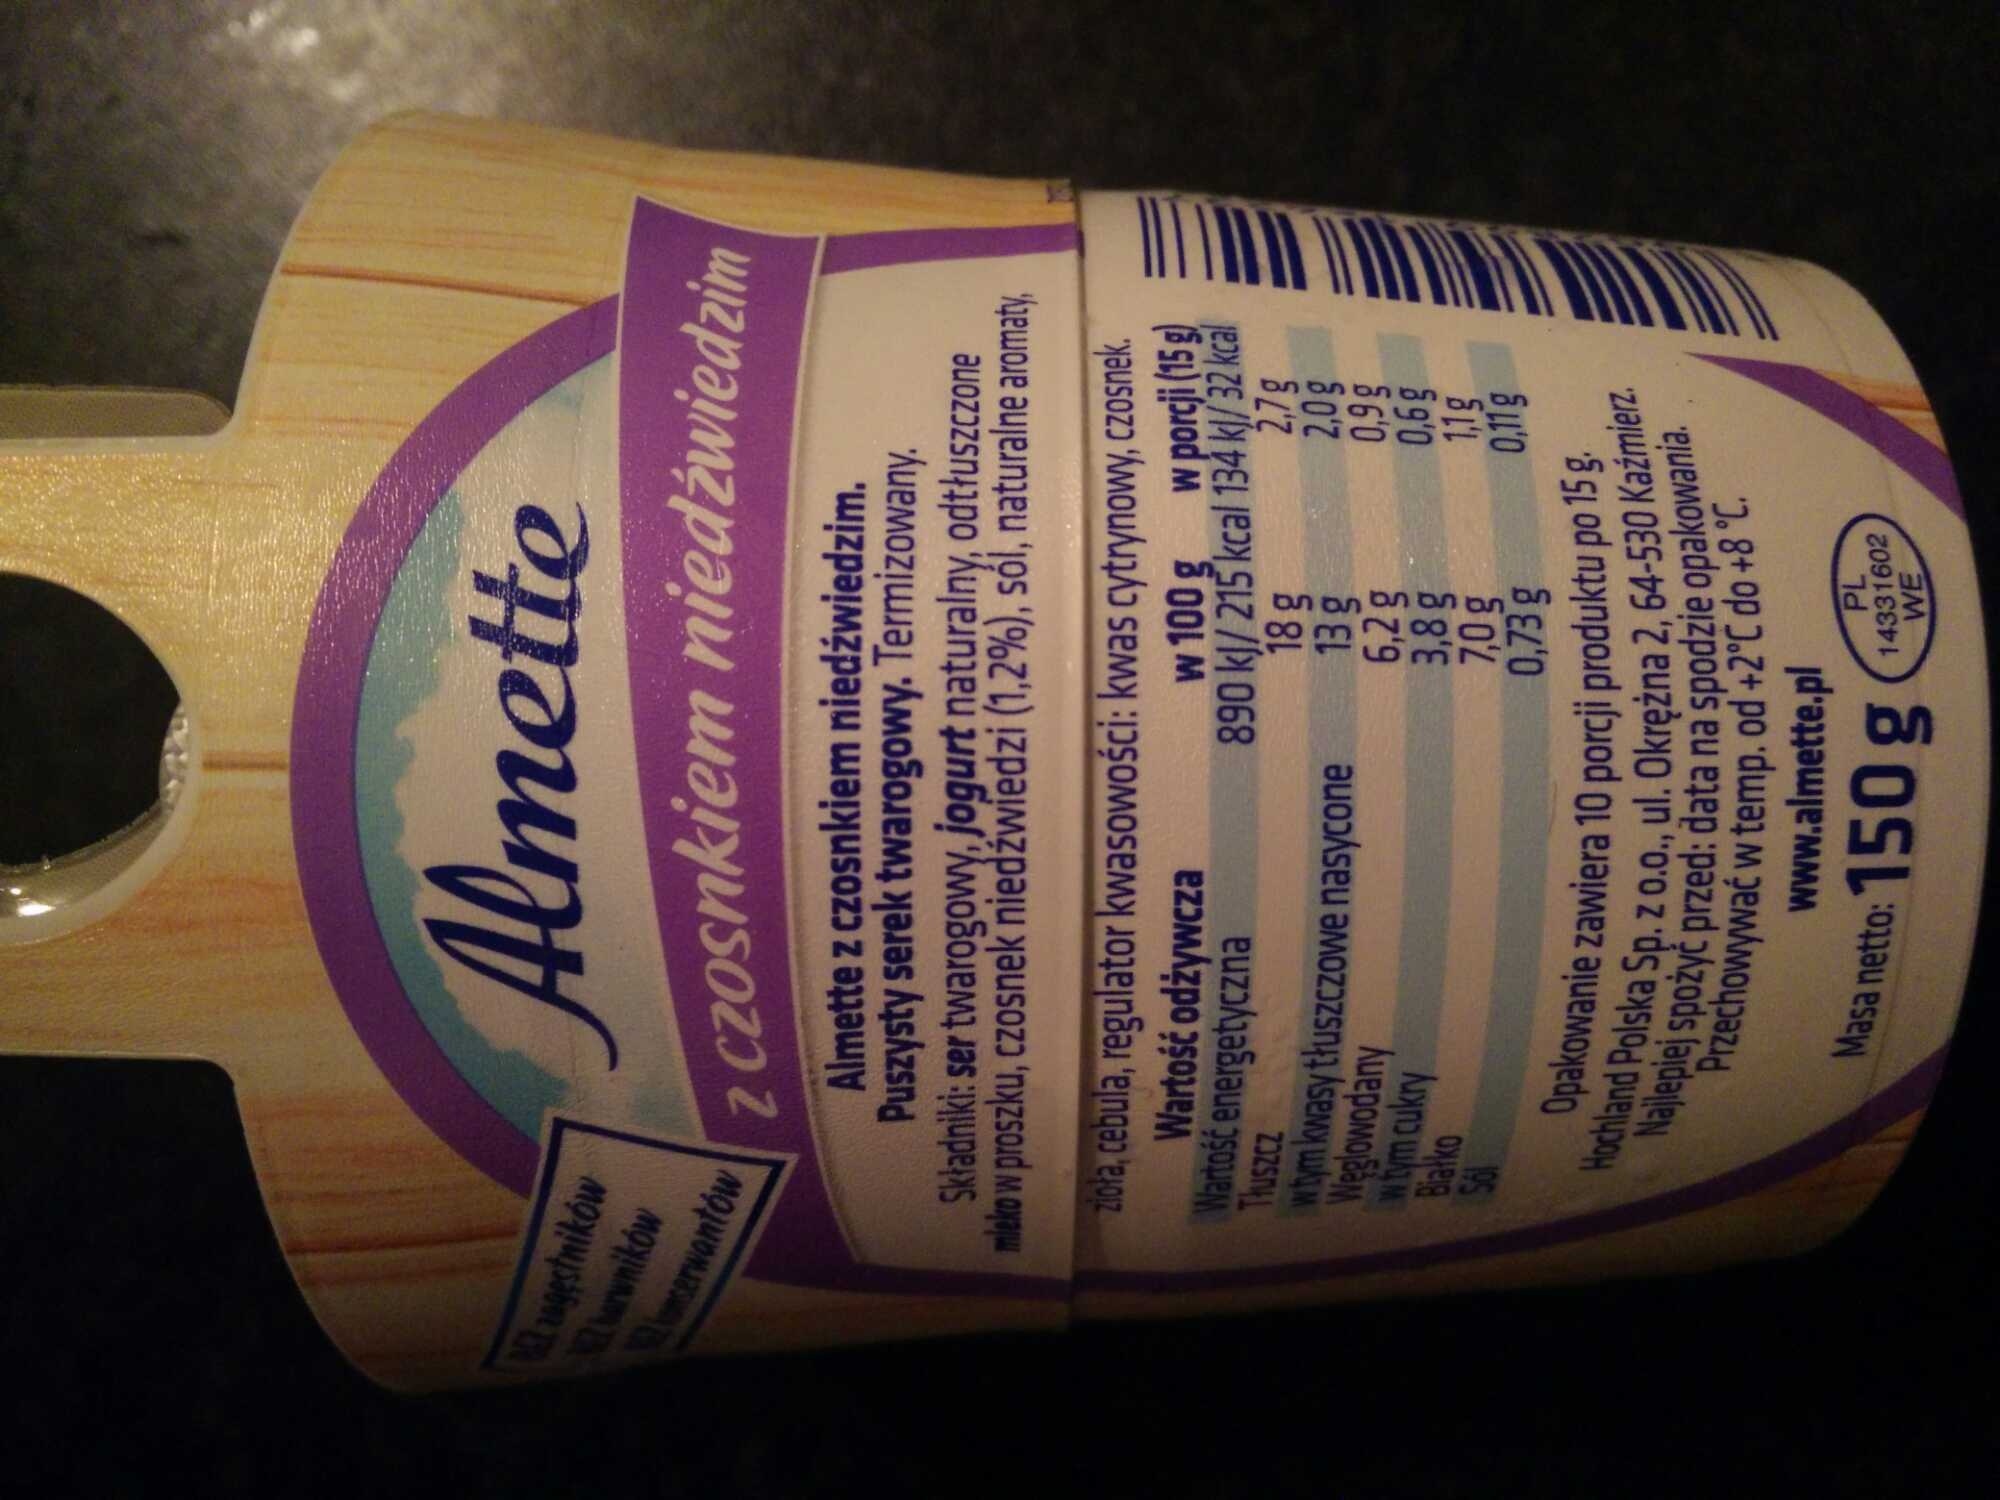 Almette
z czosnkiem niedźwiedzim
BEZ zagęstników
BEZ barwników
BEZ konserwantów
Almette z czosnkiem niedźwiedzim.
Puszysty serek twarogowy. Termizowany.
Składniki: ser twarogowy, jogurt naturalny, odtłuszczone
mleko w proszku, czosnek niedźwiedzi (1,2%), sól, naturalne aromaty,
zioła, cebula, regulator kwasowości: kwas cytrynowy, czosnek.
Wartość odżywcza w 100 g w porcji (15 g)
Wartość energetyczna 890 kJ/ 215 kcal 134 kJ/ 32 kcal
Tłuszcz 18 g 2,7 g
w tym kwasy tłuszczowe nasycone 13 g 2,0 g
Węglowodany 6,2 g 0,9 g
w tym cukry 3,8 g 0,6 g
Białko 7,0 g 1,1 g
Sól 0,73 g 0,11 g
Opakowanie zawiera 10 porcji produktu po 15 g.
Hochland Polska Sp. z o.o., ul. Okrężna 2, 64-530 Kaźmierz.
Najlepiej spożyć przed: data na spodzie opakowania.
Przechowywać w temp. od +2°C do +8 °C.
www.almette.pl
Masa netto: 150 g
PL
14331602
WE